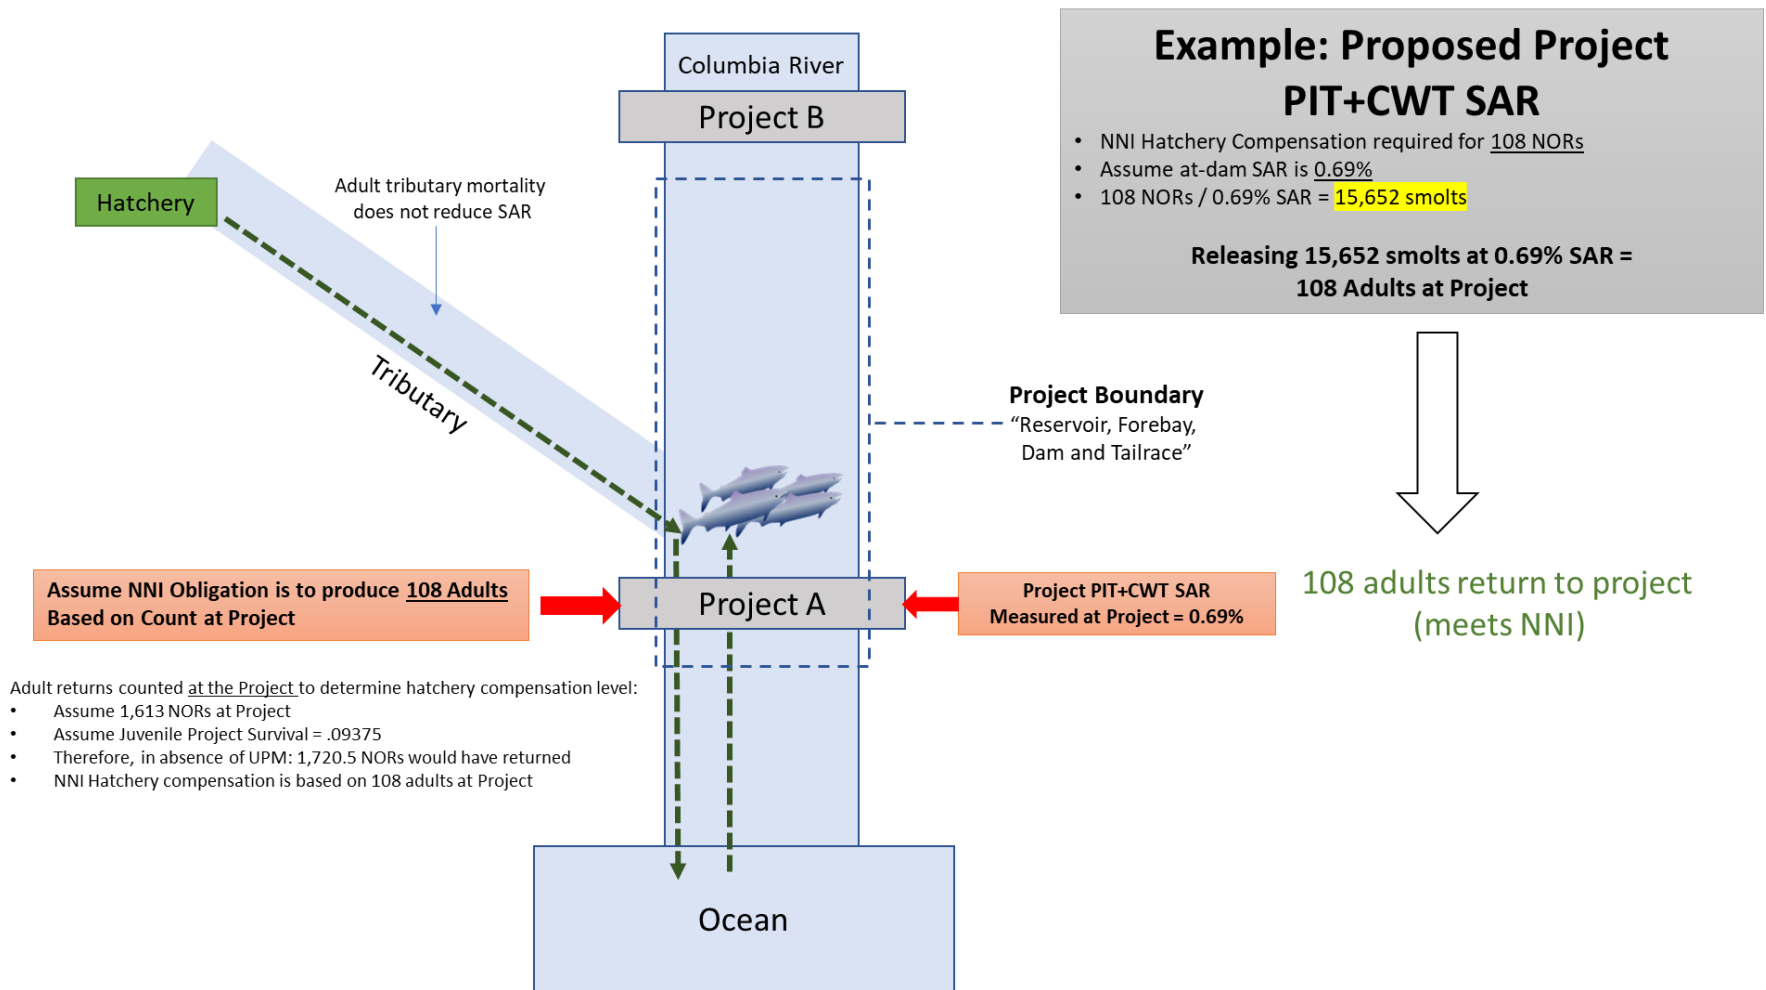 Columbia River
Project B
Hatchery
Adult tributary mortality
does not reduce SAR
Tributary
Example: Proposed Project
PIT+CWT SAR
• NNI Hatchery Compensation required for 108 NORs
• Assume at-dam SAR is 0.69%
• 108 NORs / 0.69% SAR = 15,652 smolts
Releasing 15,652 smolts at 0.69% SAR =
108 Adults at Project
Project Boundary
“Reservoir, Forebay,
Dam and Tailrace”
Assume NNI Obligation is to produce 108 Adults
Based on Count at Project
Project A
Project PIT+CWT SAR
Measured at Project = 0.69%
108 adults return to project
(meets NNI)
Adult returns counted at the Project to determine hatchery compensation level:
• Assume 1,613 NORs at Project
• Assume Juvenile Project Survival = .09375
• Therefore, in absence of UPM: 1,720.5 NORs would have returned
• NNI Hatchery compensation is based on 108 adults at Project
Ocean